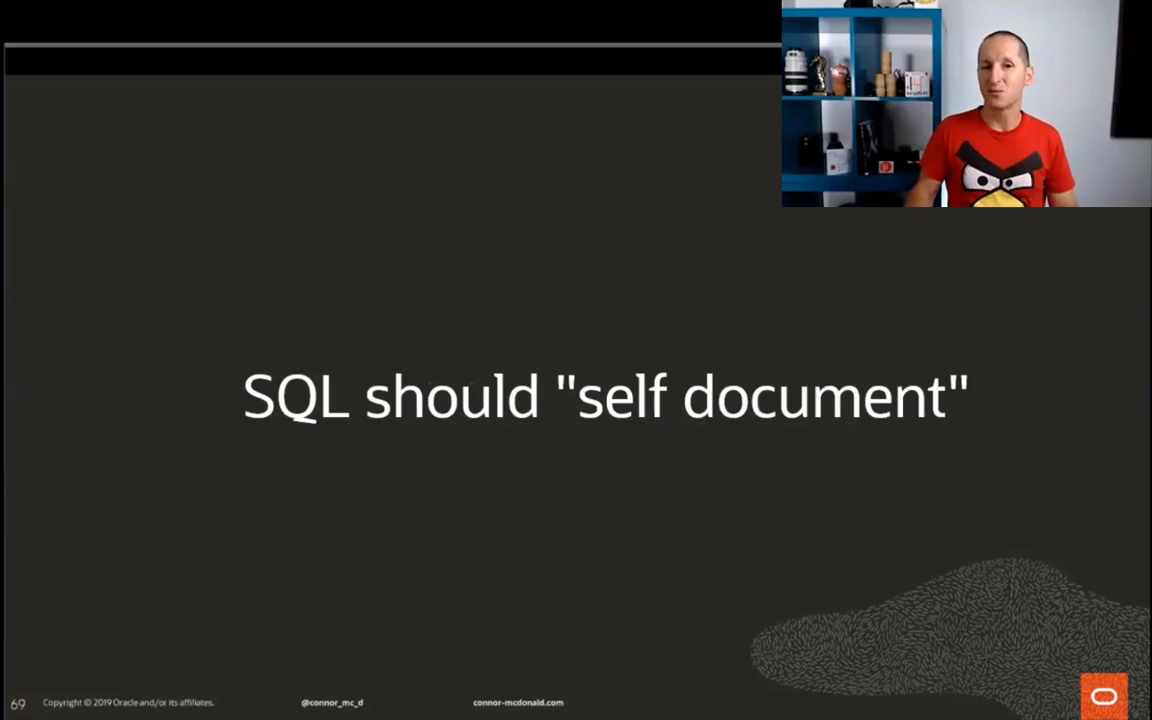 SQL should "self document"
69 Copyright © 2019 Oracle and/or its affiliates. @connor_mc_d connor-mcdonald.com